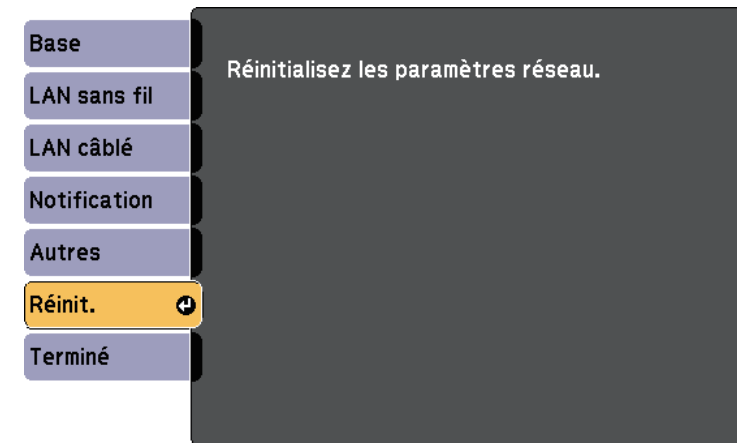 Base
LAN sans fil
LAN câblé
Notification
Autres
Réinit.
Terminé
Réinitialisez les paramètres réseau.